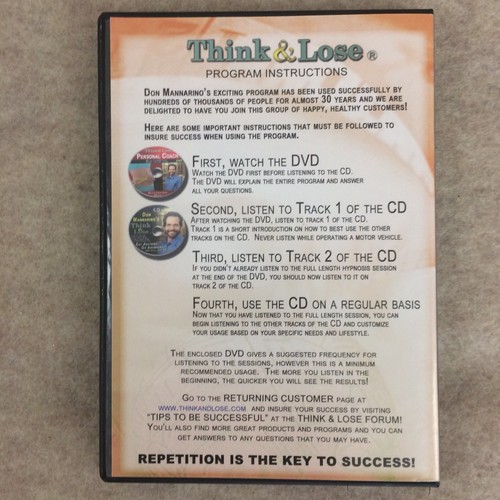 Think & Lose ®
PROGRAM INSTRUCTIONS
DON MANNARINO'S EXCITING PROGRAM HAS BEEN USED SUCCESSFULLY BY
HUNDREDS OF THOUSANDS OF PEOPLE FOR ALMOST 30 YEARS AND WE ARE
DELIGHTED TO HAVE YOU JOIN THIS GROUP OF HAPPY, HEALTHY CUSTOMERS!
HERE ARE SOME IMPORTANT INSTRUCTIONS THAT MUST BE FOLLOWED TO
INSURE SUCCESS WHEN USING THE PROGRAM.
PERSONAL COACH
FIRST, WATCH THE DVD
WATCH THE DVD FIRST BEFORE LISTENING TO THE CD.
THE DVD WILL EXPLAIN THE ENTIRE PROGRAM AND ANSWER
ALL YOUR QUESTIONS.
DON
MANNARINO'S
Think
Lose
SECOND, LISTEN TO TRACK 1 OF THE CD
AFTER WATCHING THE DVD, LISTEN TO TRACK 1 OF THE CD.
TRACK 1 IS A SHORT INTRODUCTION ON HOW TO BEST USE THE OTHER
TRACKS ON THE CD. NEVER LISTEN WHILE OPERATING A MOTOR VEHICLE.
THIRD, LISTEN TO TRACK 2 OF THE CD
IF YOU DIDN'T ALREADY LISTEN TO THE FULL LENGTH HYPNOSIS SESSION
AT THE END OF THE DVD, YOU SHOULD NOW LISTEN TO IT ON
TRACK 2 OF THE CD.
FOURTH, USE THE CD ON A REGULAR BASIS
NOW THAT YOU HAVE LISTENED TO THE FULL LENGTH SESSION, YOU CAN
BEGIN LISTENING TO THE OTHER TRACKS OF THE CD AND CUSTOMIZE
YOUR USAGE BASED ON YOUR SPECIFIC NEEDS AND LIFESTYLE.
THE ENCLOSED DVD GIVES A SUGGESTED FREQUENCY FOR
LISTENING TO THE SESSIONS, HOWEVER THIS IS A MINIMUM
RECOMMENDED USAGE. THE MORE YOU LISTEN IN THE
BEGINNING, THE QUICKER YOU WILL SEE THE RESULTS!
GO TO THE RETURNING CUSTOMER PAGE AT
WWW.THINKANDLOSE.COM AND INSURE YOUR SUCCESS BY VISITING
"TIPS TO BE SUCCESSFUL" AT THE THINK & LOSE FORUM!
YOU'LL ALSO FIND MORE GREAT PRODUCTS AND PROGRAMS AND YOU CAN
GET ANSWERS TO ANY QUESTIONS THAT YOU MAY HAVE.
REPETITION IS THE KEY TO SUCCESS!